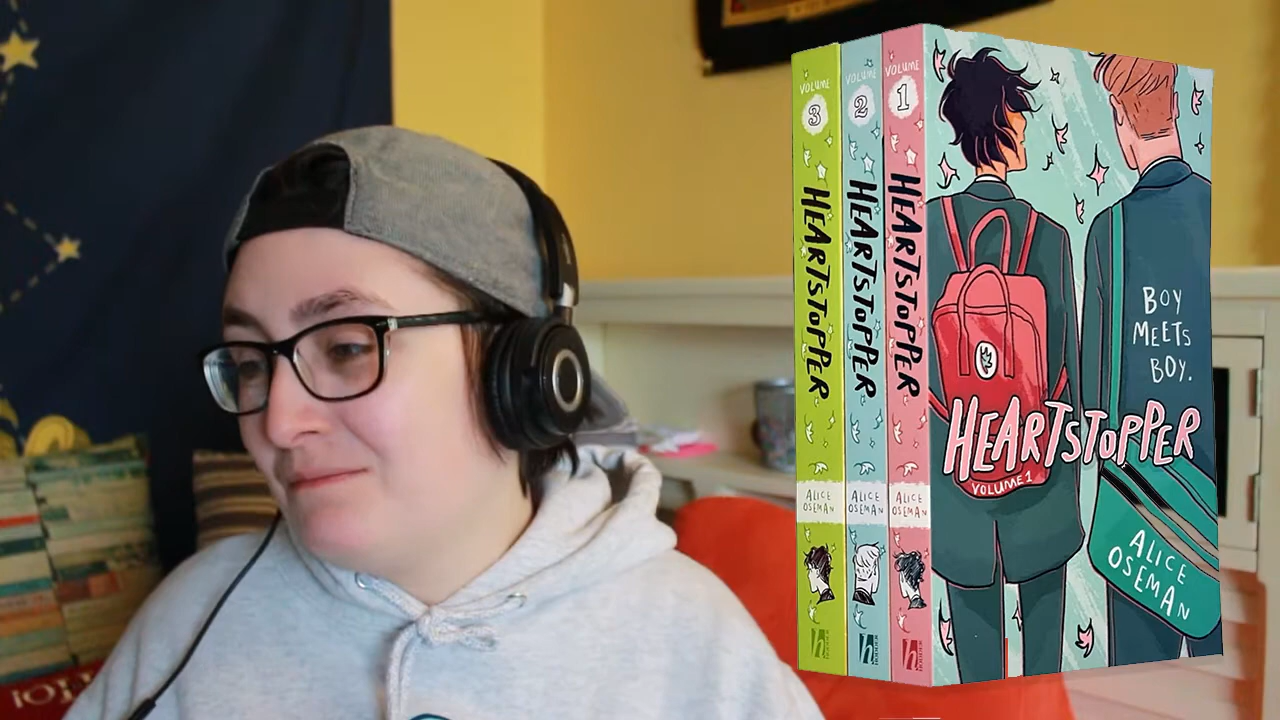 VOLUME
3
HEARTSTOPPER
ALICE
OSEMAN
VOLUME
2
HEARTSTOPPER
ALICE
OSEMAN
VOLUME
1
HEARTSTOPPER
ALICE
OSEMAN
h
BOY
MEETS
BOY.
HEARTSTOPPER
VOLUME 1
ALICE
OSEMAN